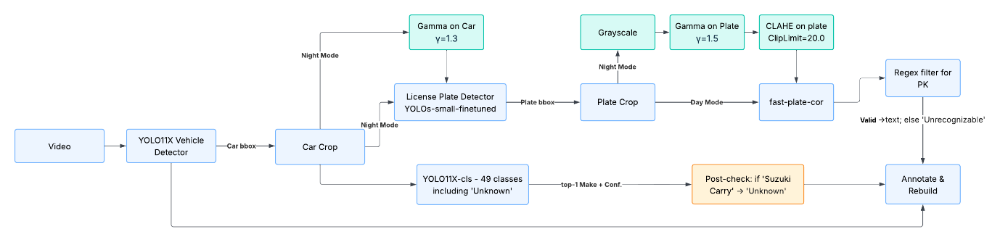 Gamma on Car
γ=1.3
Grayscale
Gamma on Plate
γ=1.5
CLAHE on plate
ClipLimit=20.0
Night Mode
Night Mode
Regex filter for
PK
License Plate Detector
YOLOs-small-finetuned
Plate bbox
Plate Crop
Day Mode
fast-plate-cor
Night Mode
Valid →text; else 'Unrecognizable'
Video
YOLO11X Vehicle
Detector
Car bbox
Car Crop
YOLO11X-cls - 49 classes
including 'Unknown'
top-1 Make + Conf.
Post-check: if 'Suzuki
Carry' → 'Unknown'
Annotate &
Rebuild